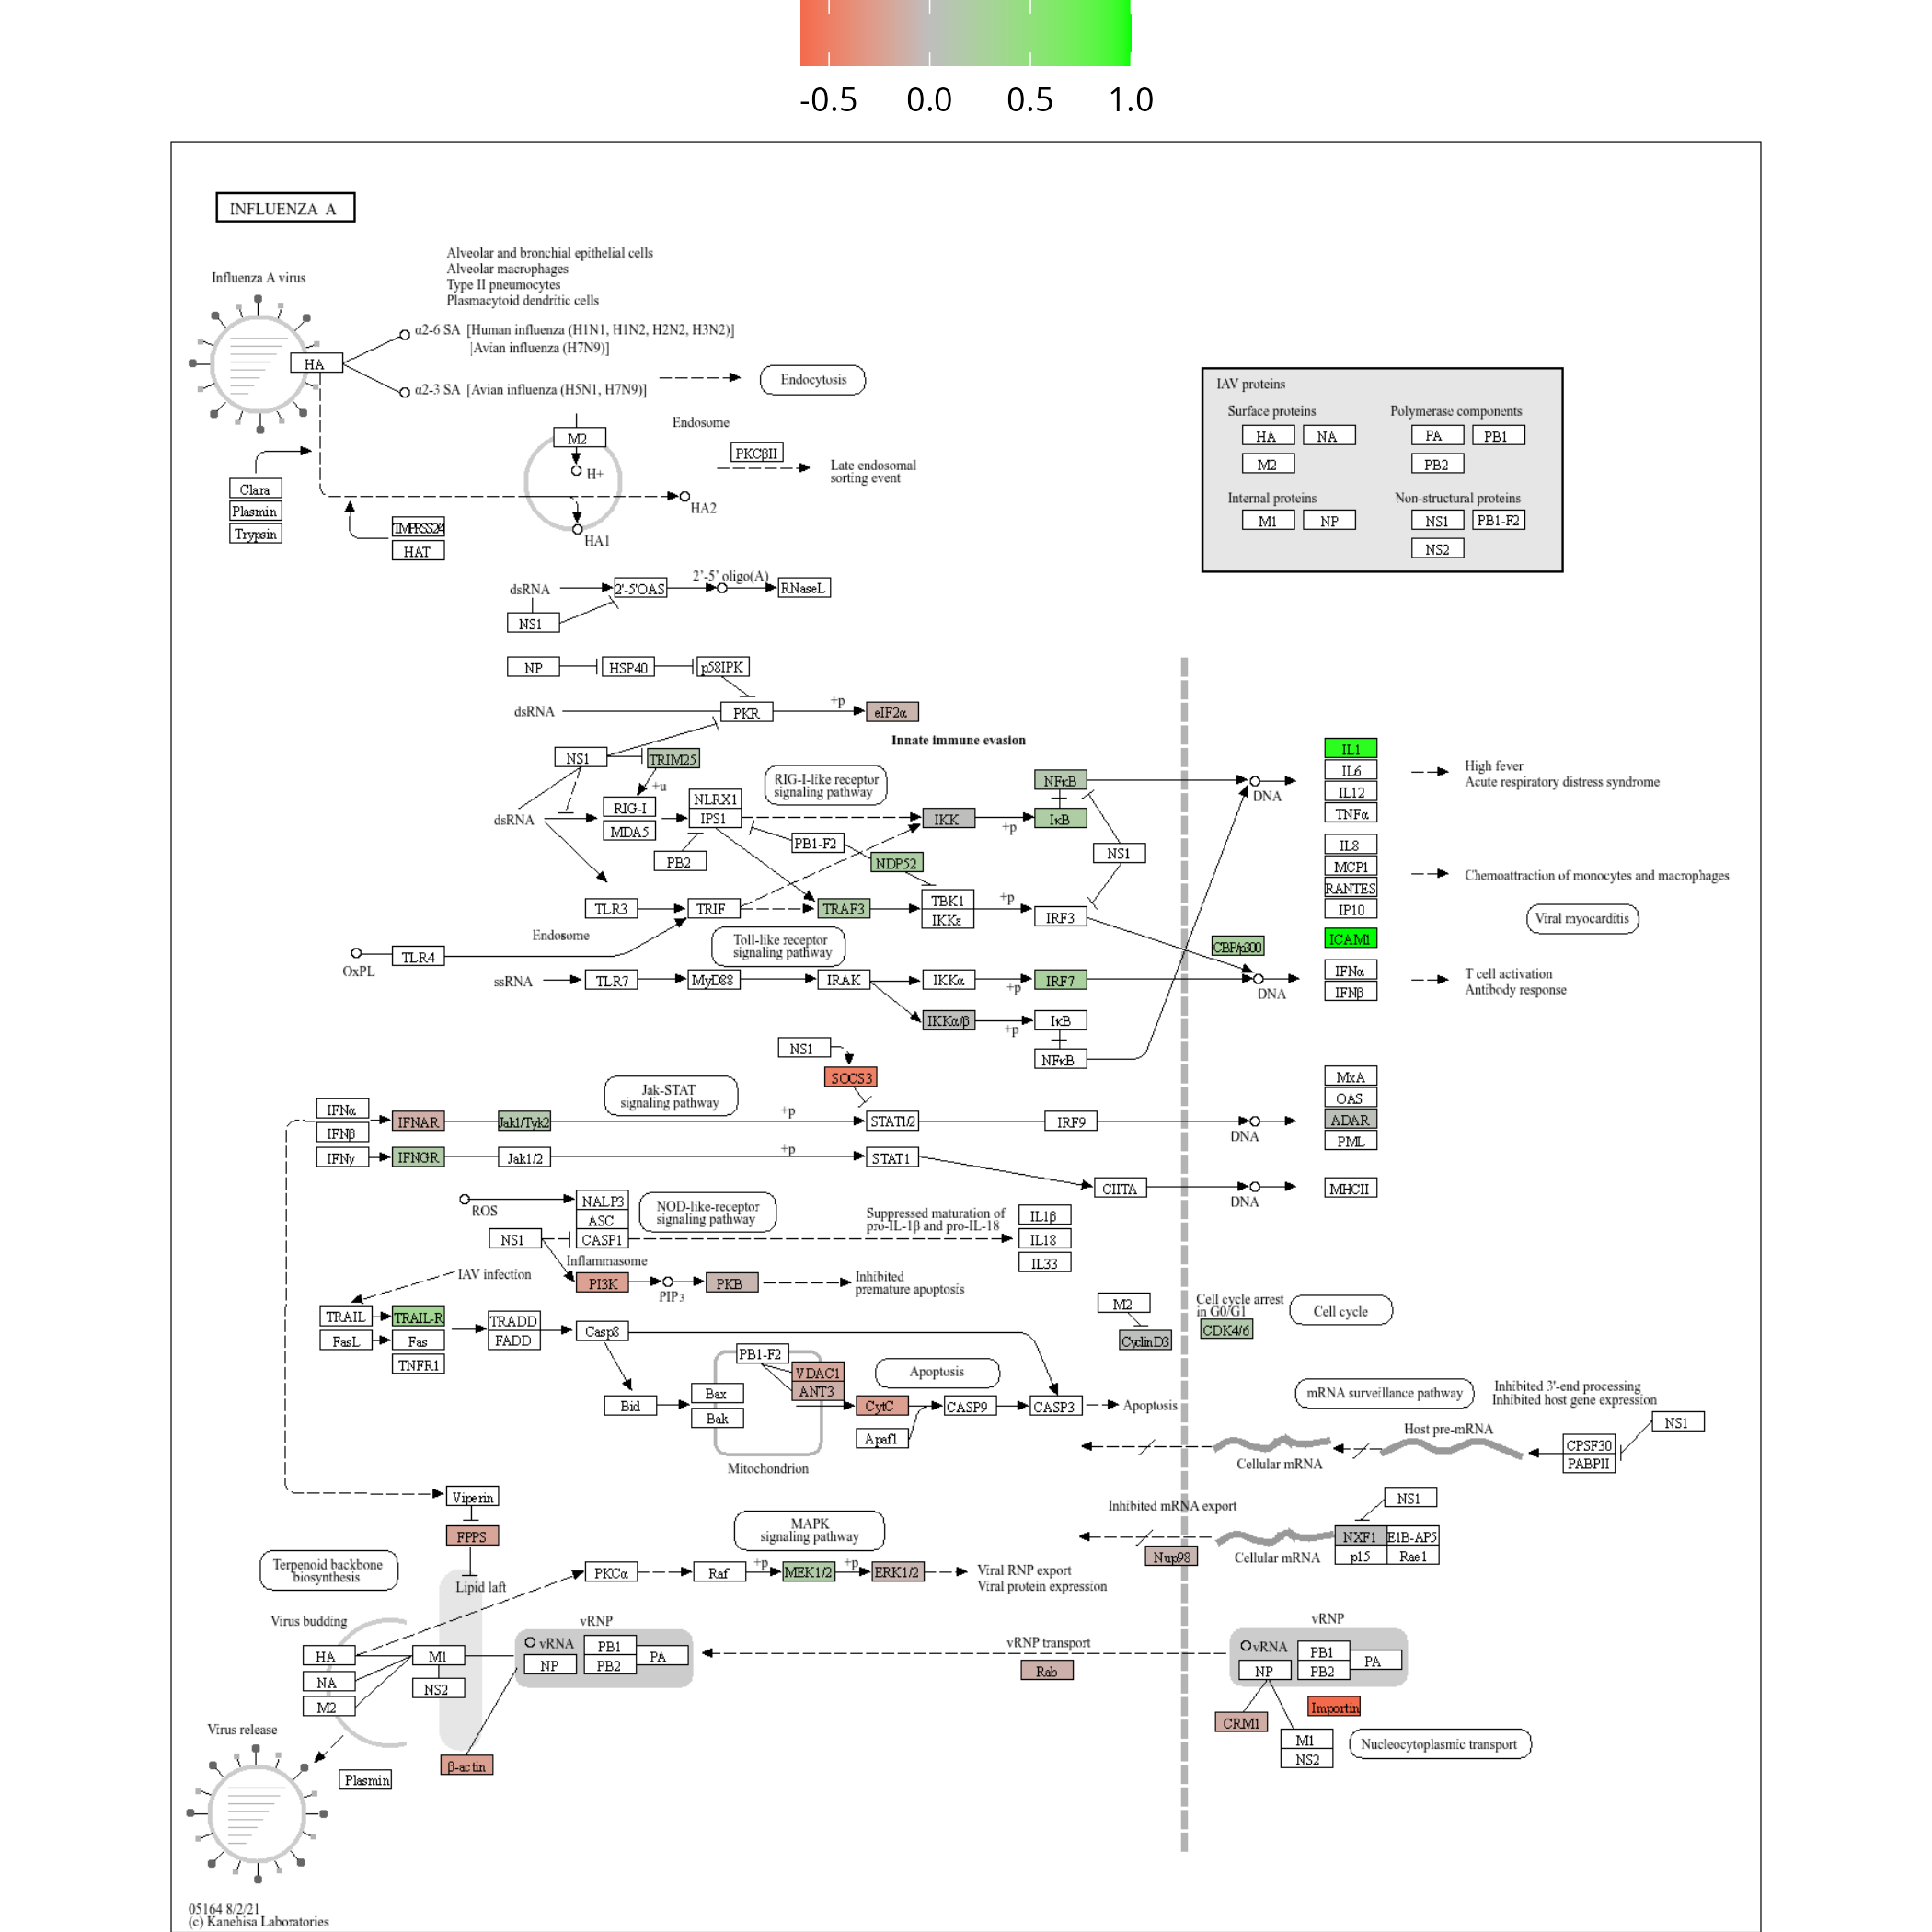 -0.5 0.0 0.5 1.0
INFLUENZA A
Alveolar and bronchial epithelial cells
Alveolar macrophages
Type II pneumocytes
Plasmacytoid dendritic cells
Influenza A virus
α2-6 SA [Human influenza (H1N1, H1N2, H2N2, H3N2)]
[Avian influenza (H7N9)]
HA
α2-3 SA [Avian influenza (H5N1, H7N9)]
Endocytosis
IAV proteins
Surface proteins
Polymerase components
HA NA PA PB1
M2 PB2
Internal proteins
Non-structural proteins
M1 NP NS1 PB1-F2
NS2
Endosome
M2
H+
PKCβII
Late endosomal
sorting event
Clara
Plasmin
Trypsin
TMPRSS2/4
HAT
HA2
HA1
dsRNA
2'-5'OAS
2'-5' oligo(A)
RNaseL
NS1
NP HSP40 p58IPK
dsRNA PKR +p eIF2α
Innate immune evasion
NS1 TRIM25
+u
RIG-I-like receptor
signaling pathway
NFκB
DNA
IL1
IL6
IL12
TNFα
High fever
Acute respiratory distress syndrome
dsRNA
RIG-I
MDA5
NLRX1
IPS1
IKK
+p
IκB
PB2
PB1-F2
NDP52
NS1
IL8
MCP1
RANTES
IP10
Chemoattraction of monocytes and macrophages
Viral myocarditis
TLR3 TRIF TRAF3
TBK1
IKKε
+p
IRF3
Endosome
OxPL
TLR4
Toll-like receptor
signaling pathway
CBP/p300
ICAM1
IFNα
IFNβ
T cell activation
Antibody response
ssRNA TLR7 MyD88 IRAK IKKα +p IRF7
DNA
IKKα/β +p IκB
NFκB
NS1
SOCS3
Jak-STAT
signaling pathway
IFNα
IFNβ
IFNAR Jak1/Tyk2 +p STAT1/2 IRF9
DNA
MxA
OAS
ADAR
PML
IFNγ IFNGR Jak1/2 +p STAT1
CIITA
DNA
MHCII
ROS
NALP3
ASC
CASP1
NOD-like-receptor
signaling pathway
NS1
Inflammasome
Suppressed maturation of
pro-IL-1β and pro-IL-18
IL1β
IL18
IL33
IAV infection
PI3K
PIP3
PKB
Inhibited
premature apoptosis
TRAIL TRAIL-R
FasL Fas
TNFR1
TRADD
FADD
Casp8
M2
CyclinD3
Cell cycle arrest
in G0/G1
CDK4/6
Cell cycle
PB1-F2
VDAC1
ANT3
Apoptosis
Bid
Bax
Bak
CytC CASP9 CASP3
Apoptosis
Apaf1
Mitochondrion
mRNA surveillance pathway
Inhibited 3'-end processing
Inhibited host gene expression
NS1
Host pre-mRNA
CPSF30
PABPII
Cellular mRNA
Viperin
FPPS
Lipid laft
Terpenoid backbone
biosynthesis
MAPK
signaling pathway
Inhibited mRNA export
NS1
NXF1 E1B-AP5
p15 Rae1
Cellular mRNA
Nup98
PKCα Raf +p MEK1/2 +p ERK1/2
Viral RNP export
Viral protein expression
Virus budding
HA
NA
M2
M1
NS2
vRNP
vRNA
NP
PB1
PB2
PA
vRNP transport
Rab
vRNP
vRNA
NP
PB1
PB2
PA
Importin
CRM1
M1
NS2
Nucleocytoplasmic transport
Virus release
β-actin
Plasmin
05164 8/2/21
(c) Kanehisa Laboratories